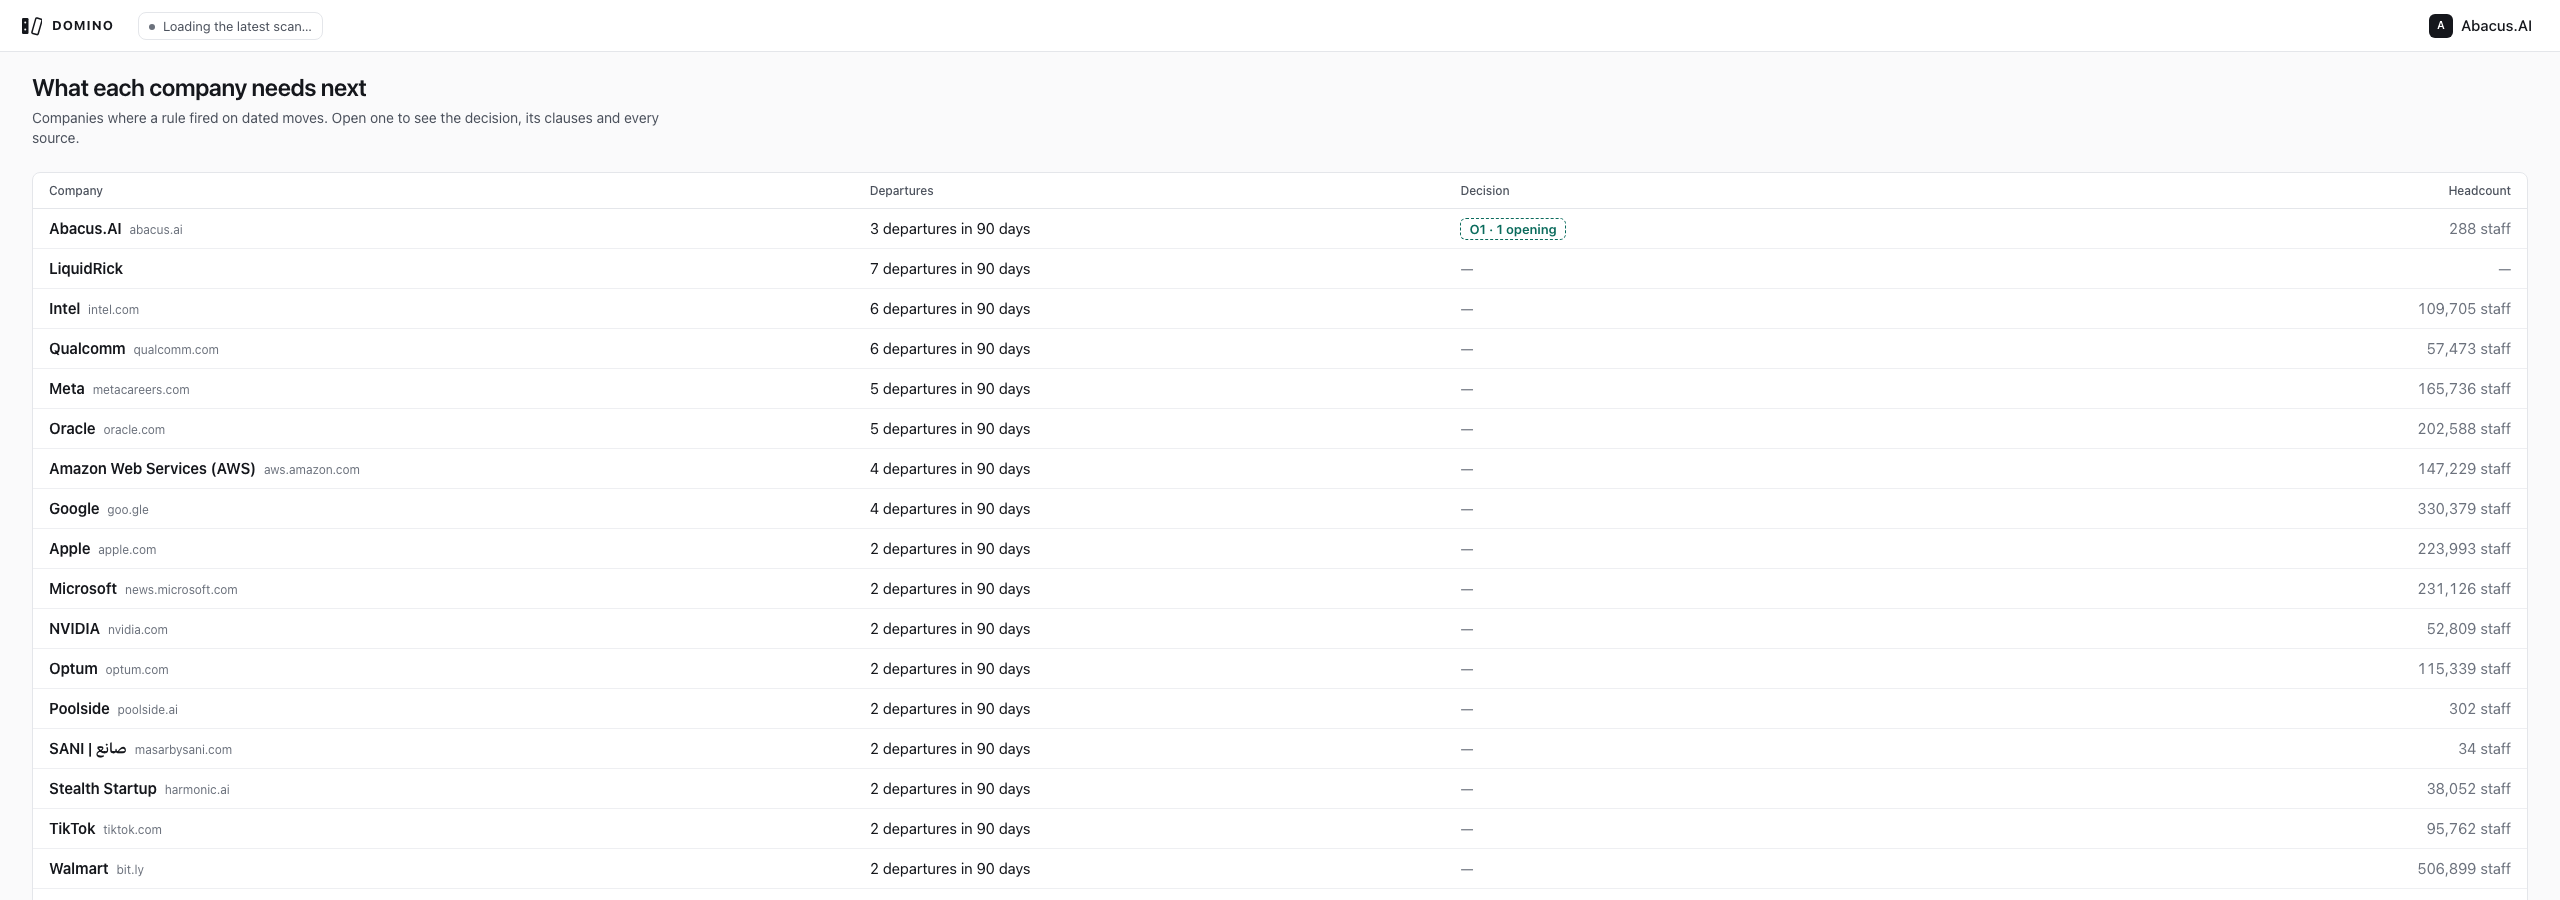 DOMINO
Loading the latest scan...
A Abacus.AI
What each company needs next
Companies where a rule fired on dated moves. Open one to see the decision, its clauses and every
source.
Company Departures Decision Headcount
Abacus.AI abacus.ai 3 departures in 90 days O1 · 1 opening 288 staff
LiquidRick 7 departures in 90 days — —
Intel intel.com 6 departures in 90 days — 109,705 staff
Qualcomm qualcomm.com 6 departures in 90 days — 57,473 staff
Meta metacareers.com 5 departures in 90 days — 165,736 staff
Oracle oracle.com 5 departures in 90 days — 202,588 staff
Amazon Web Services (AWS) aws.amazon.com 4 departures in 90 days — 147,229 staff
Google goo.gle 4 departures in 90 days — 330,379 staff
Apple apple.com 2 departures in 90 days — 223,993 staff
Microsoft news.microsoft.com 2 departures in 90 days — 231,126 staff
NVIDIA nvidia.com 2 departures in 90 days — 52,809 staff
Optum optum.com 2 departures in 90 days — 115,339 staff
Poolside poolside.ai 2 departures in 90 days — 302 staff
SANI | صانع masarbysani.com 2 departures in 90 days — 34 staff
Stealth Startup harmonic.ai 2 departures in 90 days — 38,052 staff
TikTok tiktok.com 2 departures in 90 days — 95,762 staff
Walmart bit.ly 2 departures in 90 days — 506,899 staff